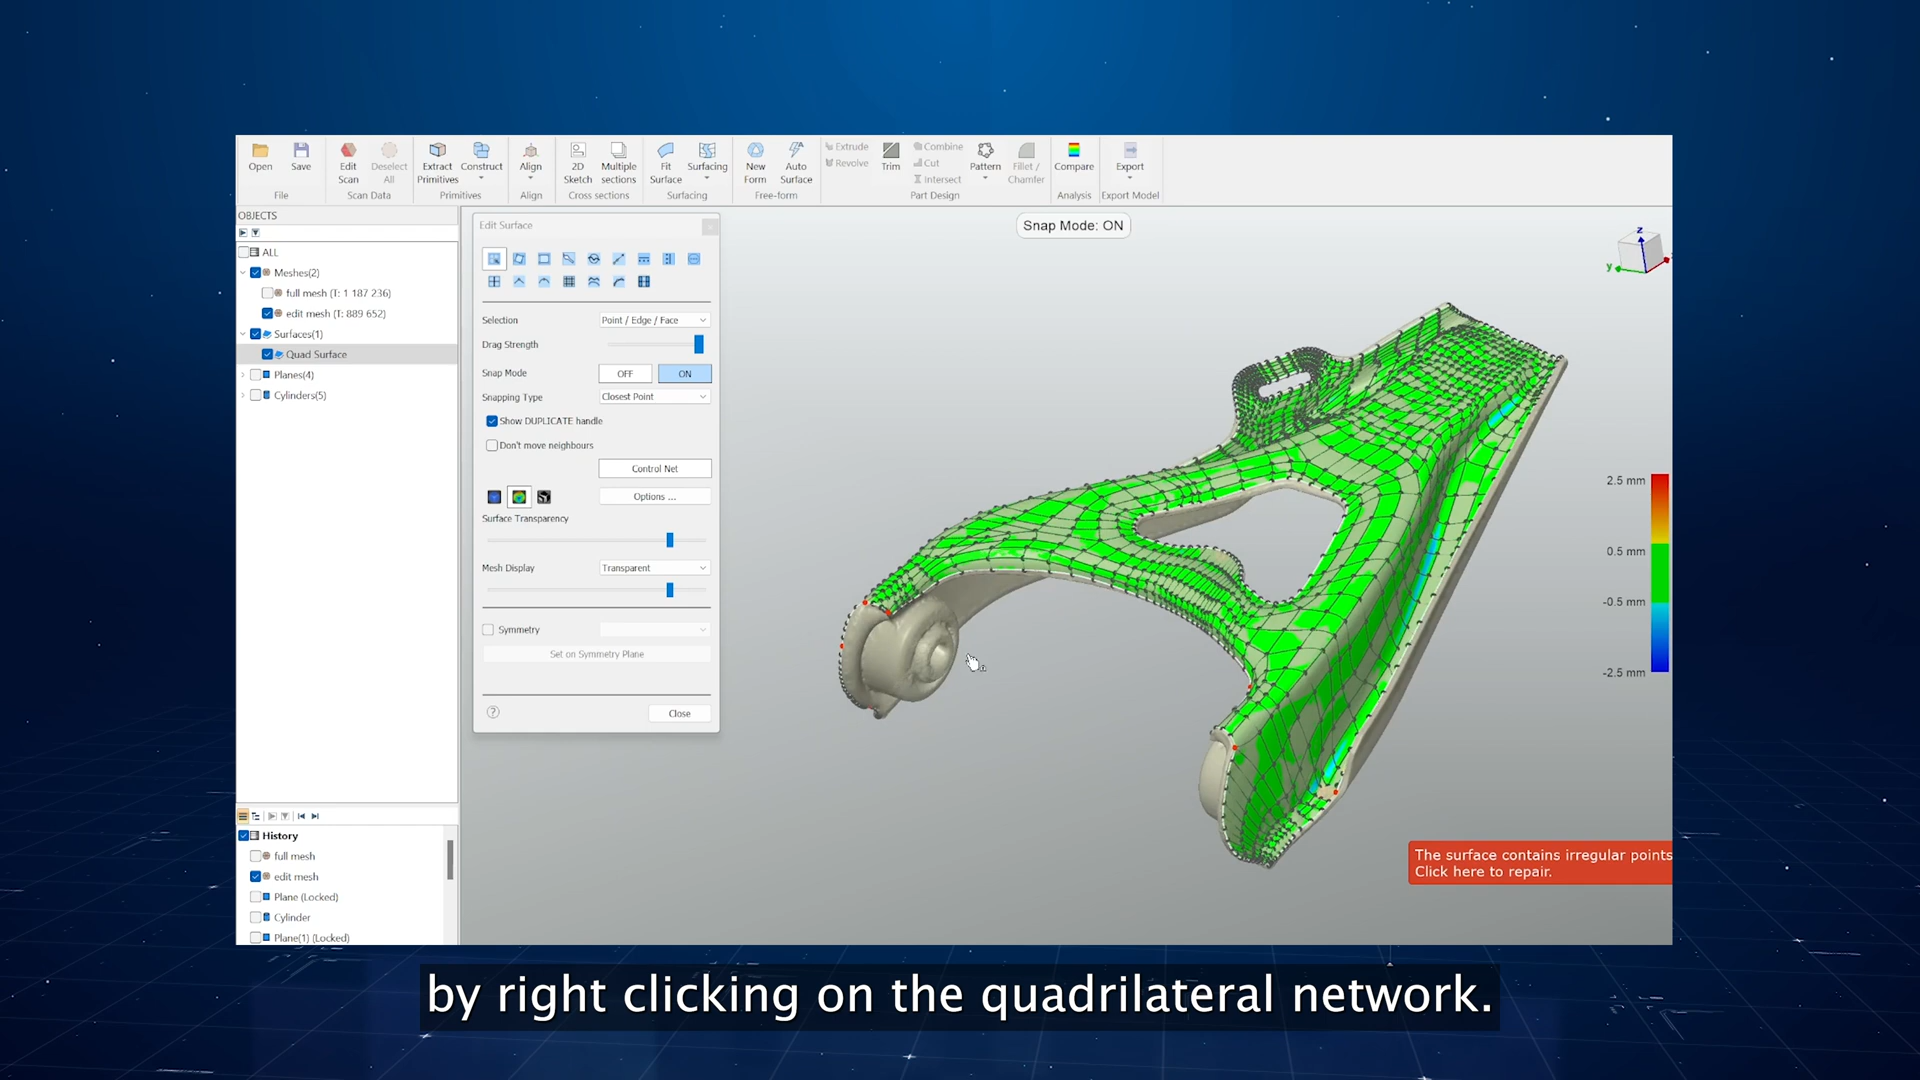 Open
Save
File
Edit
Scan
Deselect
All
Scan Data
Extract
Primitives
Construct
Primitives
Align
Align
2D
Sketch
Multiple
sections
Cross sections
Fit
Surface
Surfacing
Surfacing
New
Form
Auto
Surface
Free-form
Extrude
Revolve
Trim
Combine
Cut
Intersect
Pattern
Fillet /
Chamfer
Part Design
Compare
Analysis
Export
Export Model
OBJECTS
ALL
Meshes(2)
full mesh (T: 1 187 236)
edit mesh (T: 889 652)
Surfaces(1)
Quad Surface
Planes(4)
Cylinders(5)
History
full mesh
edit mesh
Plane (Locked)
Cylinder
Plane(1) (Locked)
Edit Surface
Selection
Point / Edge / Face
Drag Strength
Snap Mode
OFF
ON
Snapping Type
Closest Point
Show DUPLICATE handle
Don't move neighbours
Control Net
Options ...
Surface Transparency
Mesh Display
Transparent
Symmetry
Set on Symmetry Plane
?
Close
Snap Mode: ON
z
y
2.5 mm
0.5 mm
-0.5 mm
-2.5 mm
The surface contains irregular points
Click here to repair.
by right clicking on the quadrilateral network.